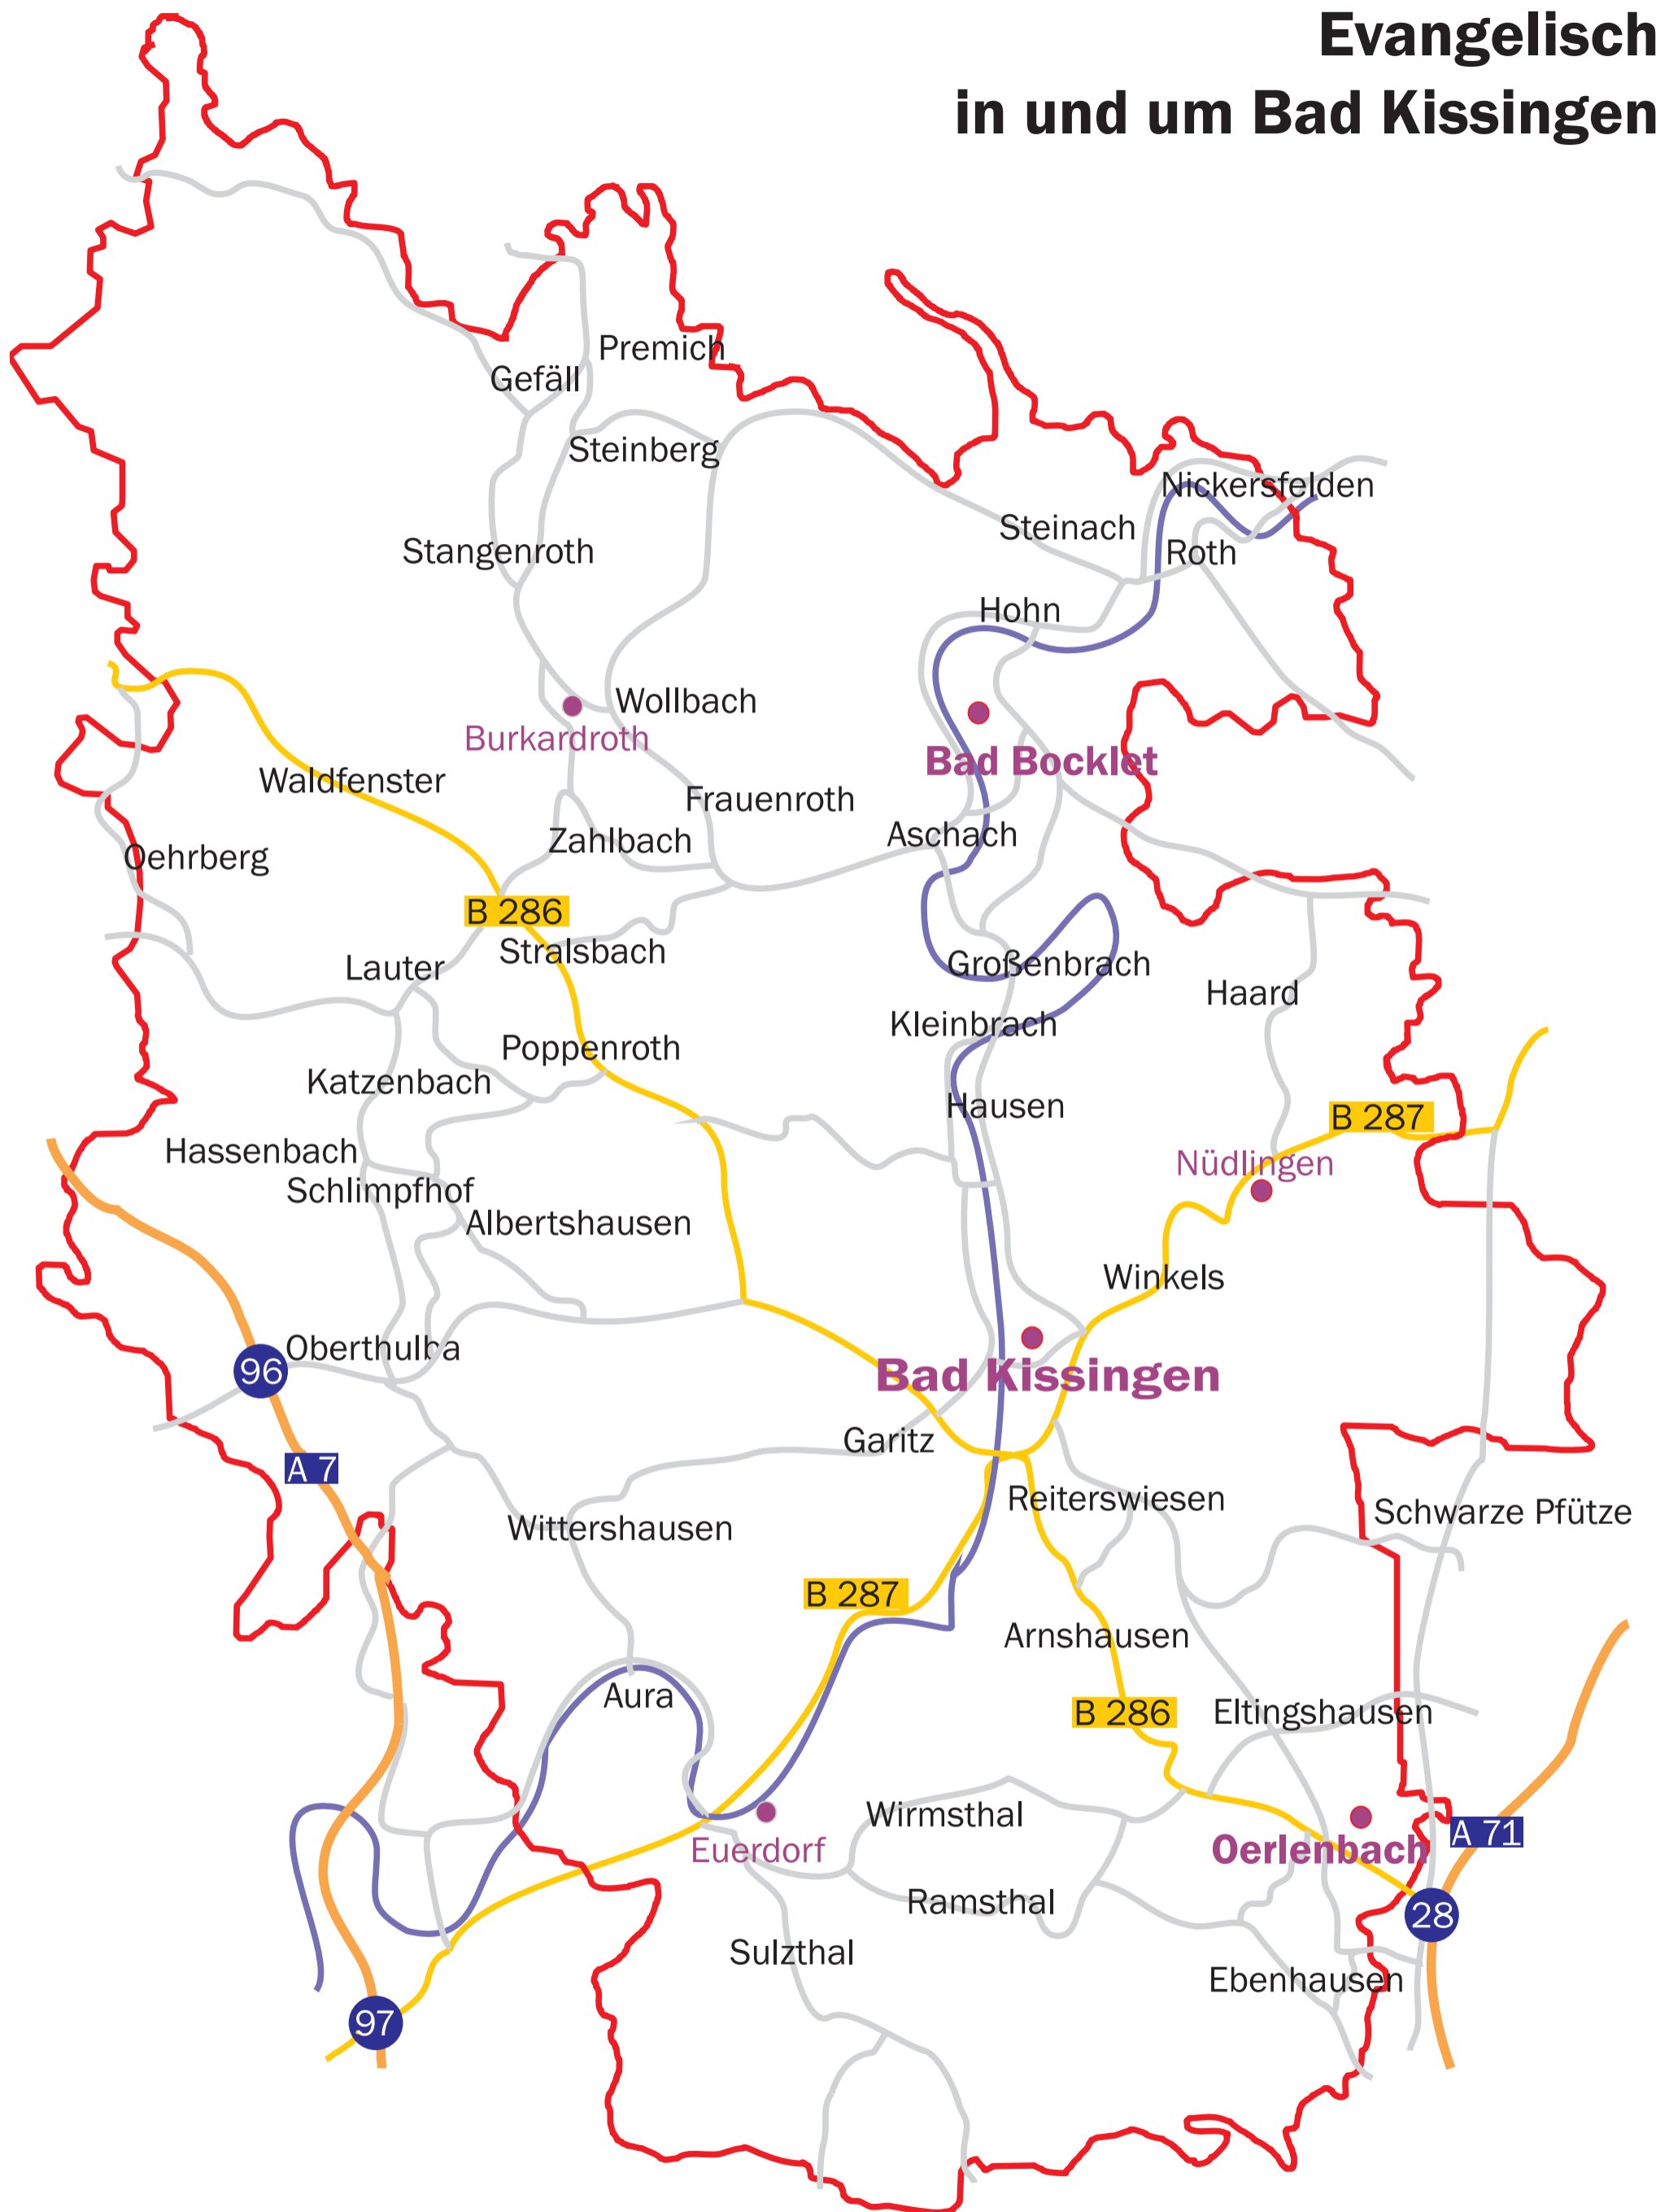 Evangelisch
in und um Bad Kissingen
Premich
Gefäll
Steinberg
Nickersfelden
Steinach
Stangenroth
Roth
Hohn
Wollbach
Burkardroth
Bad Bocklet
Waldfenster
Frauenroth
Aschach
Zahlbach
Oehrberg
B 286
Stralsbach
Großenbrach
Lauter
Haard
Kleinbrach
Poppenroth
Katzenbach
Hausen
B 287
Hassenbach
Nüdlingen
Schlimpfhof
Albertshausen
Winkels
Oberthulba
96
Bad Kissingen
Garitz
A 7
Reiterswiesen
Schwarze Pfütze
Wittershausen
B 287
Arnshausen
Aura
B 286
Eltingshausen
Wirmsthal
A 71
Euerdorf
Oerlenbach
Ramsthal
28
Sulzthal
Ebenhausen
97